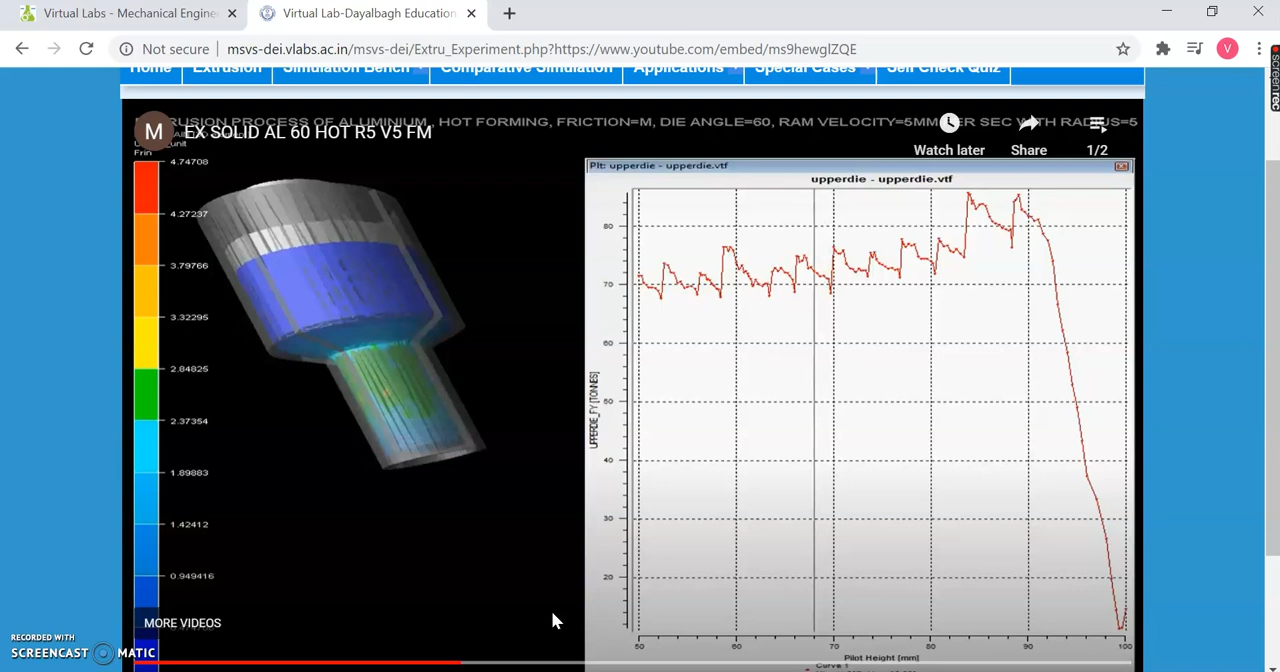 Virtual Labs - Mechanical Engine
Virtual Lab-Dayalbagh Education
Not secure
msvs-dei.vlabs.ac.in/msvs-dei/Extru_Experiment.php?https://www.youtube.com/embed/ms9hewglZQE
V
screenrec
Home
Extrusion
Simulation Bench
Comparative Simulation
Applications
Special Cases
Self Check Quiz
RUSION PROCESS OF ALUMINIUM , HOT FORMING, FRICTION=M, DIE ANGLE=60, RAM VELOCITY=5MM ER SEC WITH RADIUS=5
M
EX SOLID AL 60 HOT R5 V5 FM
Watch later
Share
1/2
4.74708
4.27237
3.79766
3.32295
2.84825
2.37354
1.89883
1.42412
0.949416
Plt: upperdie - upperdie.vtf
upperdie - upperdie.vtf
UPPERDIE_FY [TONNES]
80
70
60
50
40
30
20
50
60
70
80
90
100
Pilot Height [mm]
Curve 1
MORE VIDEOS
RECORDED WITH
SCREENCAST MATIC